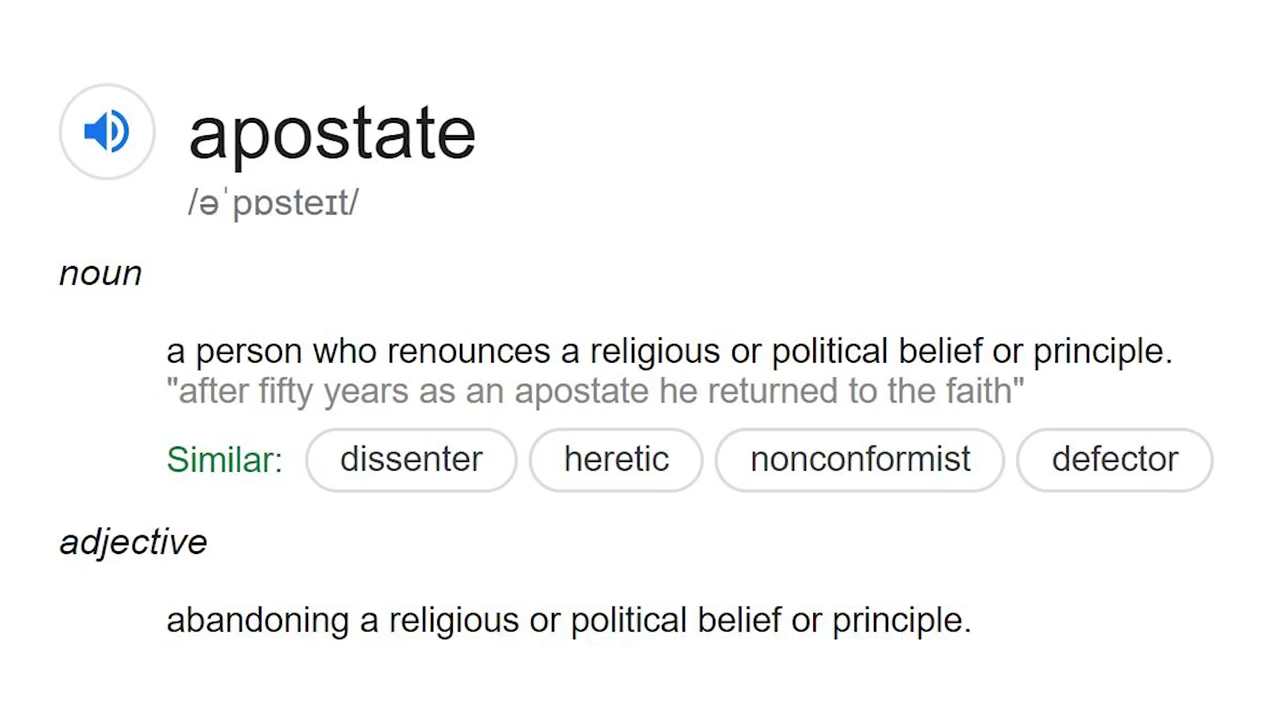 apostate
/əˈpɒsteɪt/
noun
a person who renounces a religious or political belief or principle.
"after fifty years as an apostate he returned to the faith"
Similar: dissenter heretic nonconformist defector
adjective
abandoning a religious or political belief or principle.